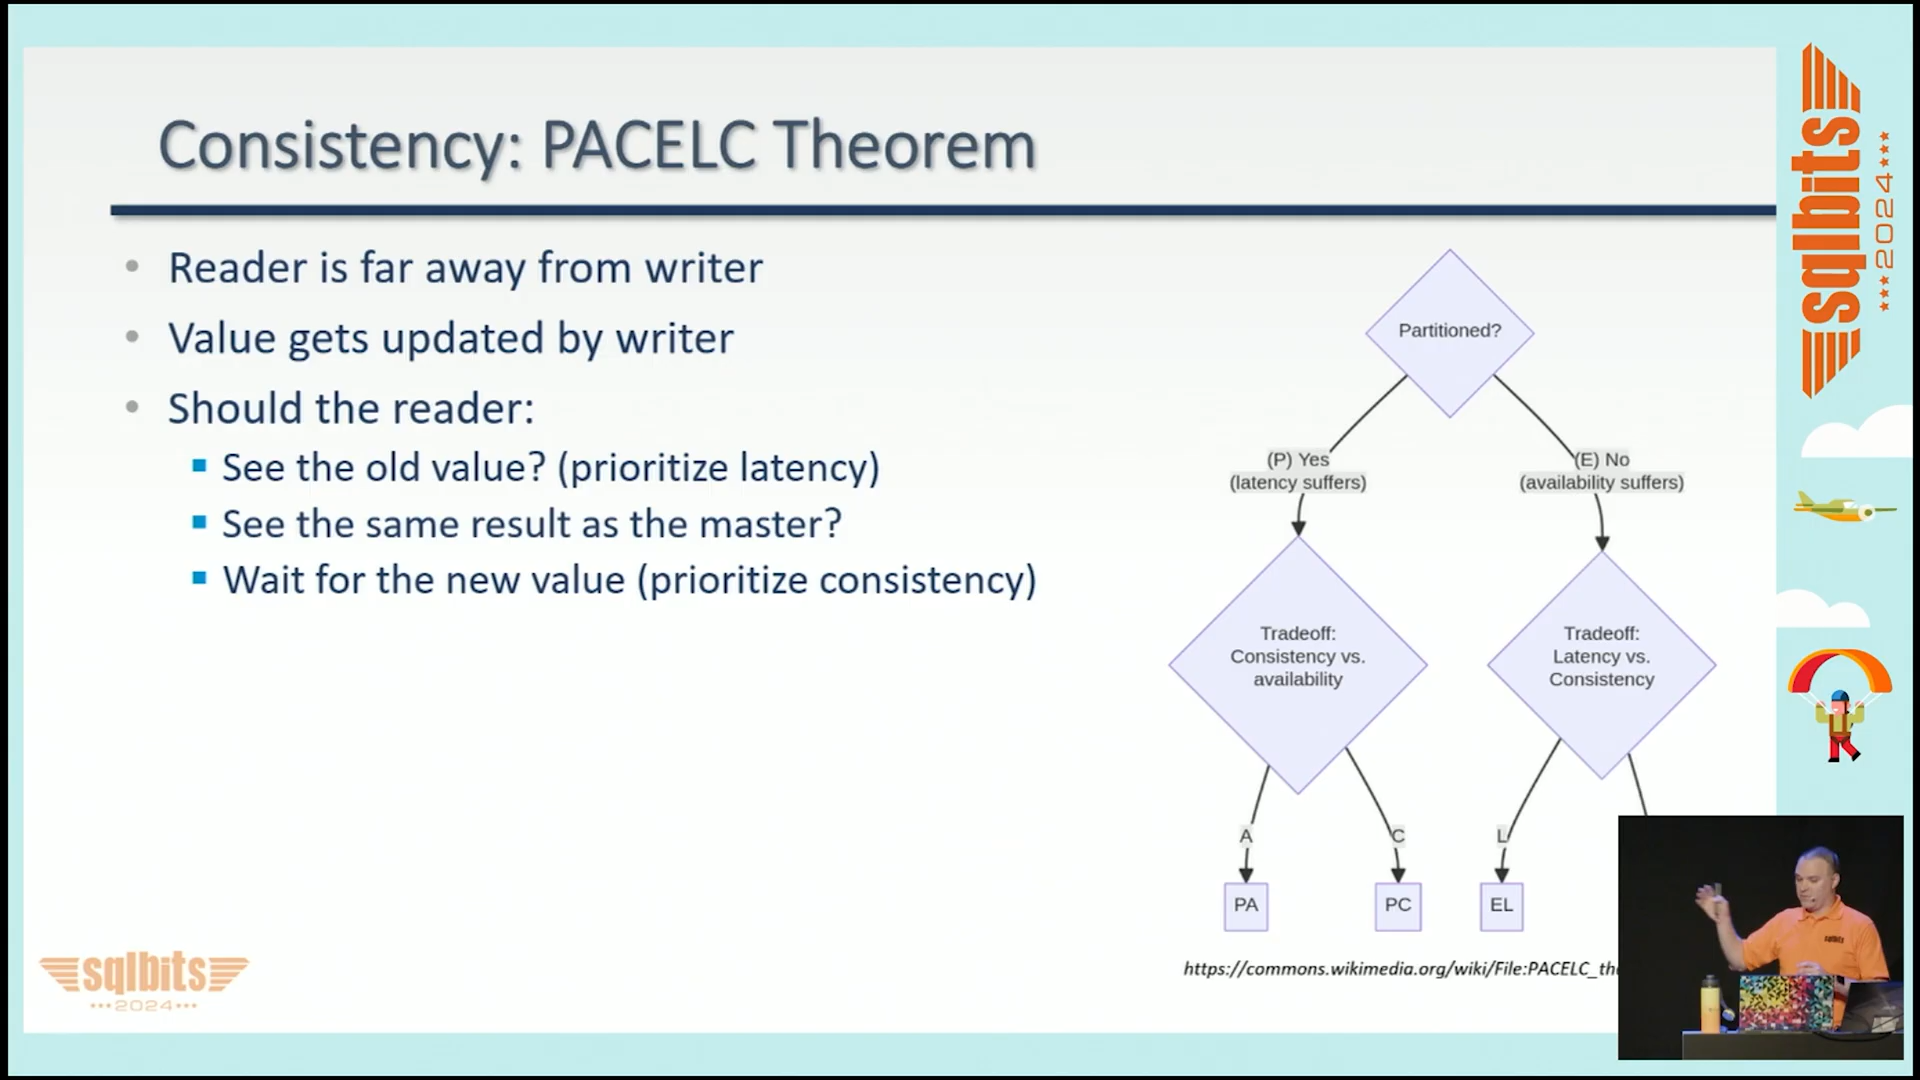 Consistency: PACELC Theorem
• Reader is far away from writer
• Value gets updated by writer
• Should the reader:
▪ See the old value? (prioritize latency)
▪ See the same result as the master?
▪ Wait for the new value (prioritize consistency)
Partitioned?
(P) Yes
(latency suffers)
(E) No
(availability suffers)
Tradeoff:
Consistency vs.
availability
Tradeoff:
Latency vs.
Consistency
A
C
L
PA
PC
EL
https://commons.wikimedia.org/wiki/File:PACELC_th
sqlbits
2024
sqlbits
2024
sqlbits